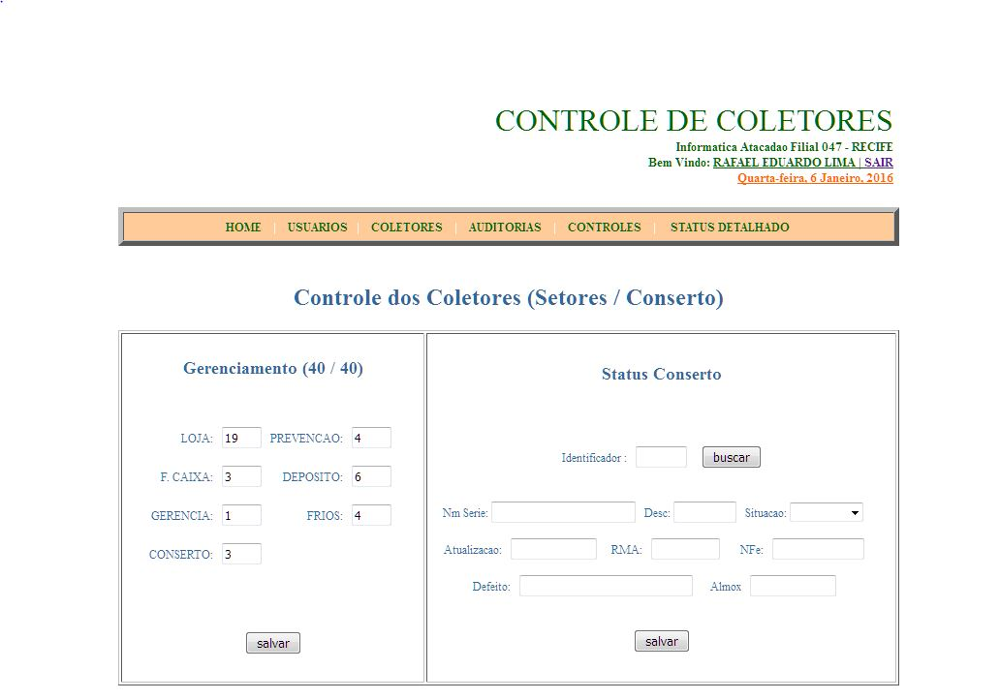 CONTROLE DE COLETORES
Informatica Atacadao Filial 047 - RECIFE
Bem Vindo: RAFAEL EDUARDO LIMA | SAIR
Quarta-feira, 6 Janeiro, 2016
HOME | USUARIOS | COLETORES | AUDITORIAS | CONTROLES | STATUS DETALHADO
Controle dos Coletores (Setores / Conserto)
Gerenciamento (40 / 40)
LOJA: 19 PREVENCAO: 4
F. CAIXA: 3 DEPOSITO: 6
GERENCIA: 1 FRIOS: 4
CONSERTO: 3
salvar
Status Conserto
Identificador : buscar
Nm Serie: Desc: Situacao:
Atualizacao: RMA: NFe:
Defeito: Almox
salvar